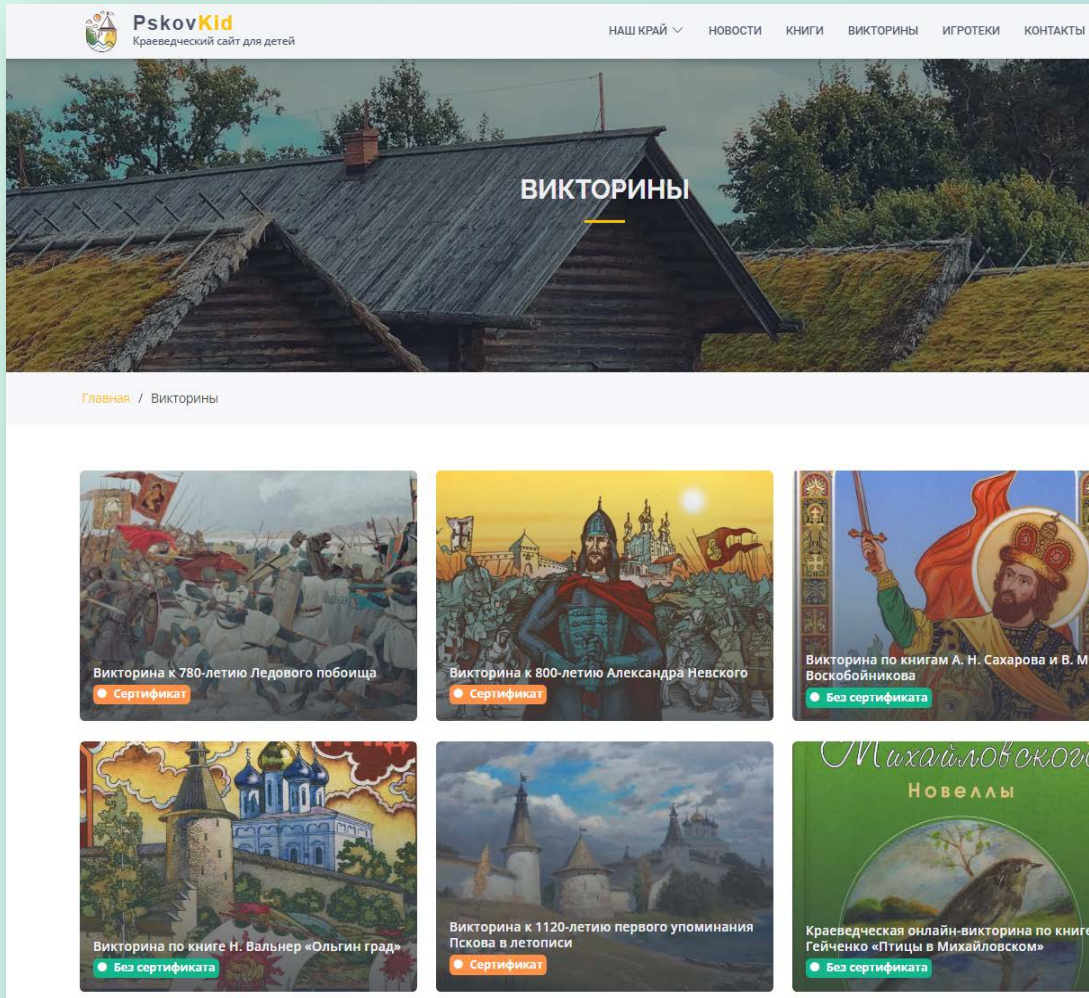 PskovKid
Краеведческий сайт для детей
НАШ КРАЙ
НОВОСТИ
КНИГИ
ВИКТОРИНЫ
ИГРОТЕКИ
КОНТАКТЫ
ВИКТОРИНЫ
Главная / Викторины
Викторина к 780-летию Ледового побоища
Сертификат
Викторина к 800-летию Александра Невского
Сертификат
Викторина по книгам А. Н. Сахарова и В. М
Воскобойникова
Без сертификата
Викторина по книге Н. Вальнер «Ольгин град»
Без сертификата
Викторина к 1120-летию первого упоминания
Пскова в летописи
Сертификат
Михайловского
Новеллы
Краеведческая онлайн-викторина по книге
Гейченко «Птицы в Михайловском»
Без сертификата